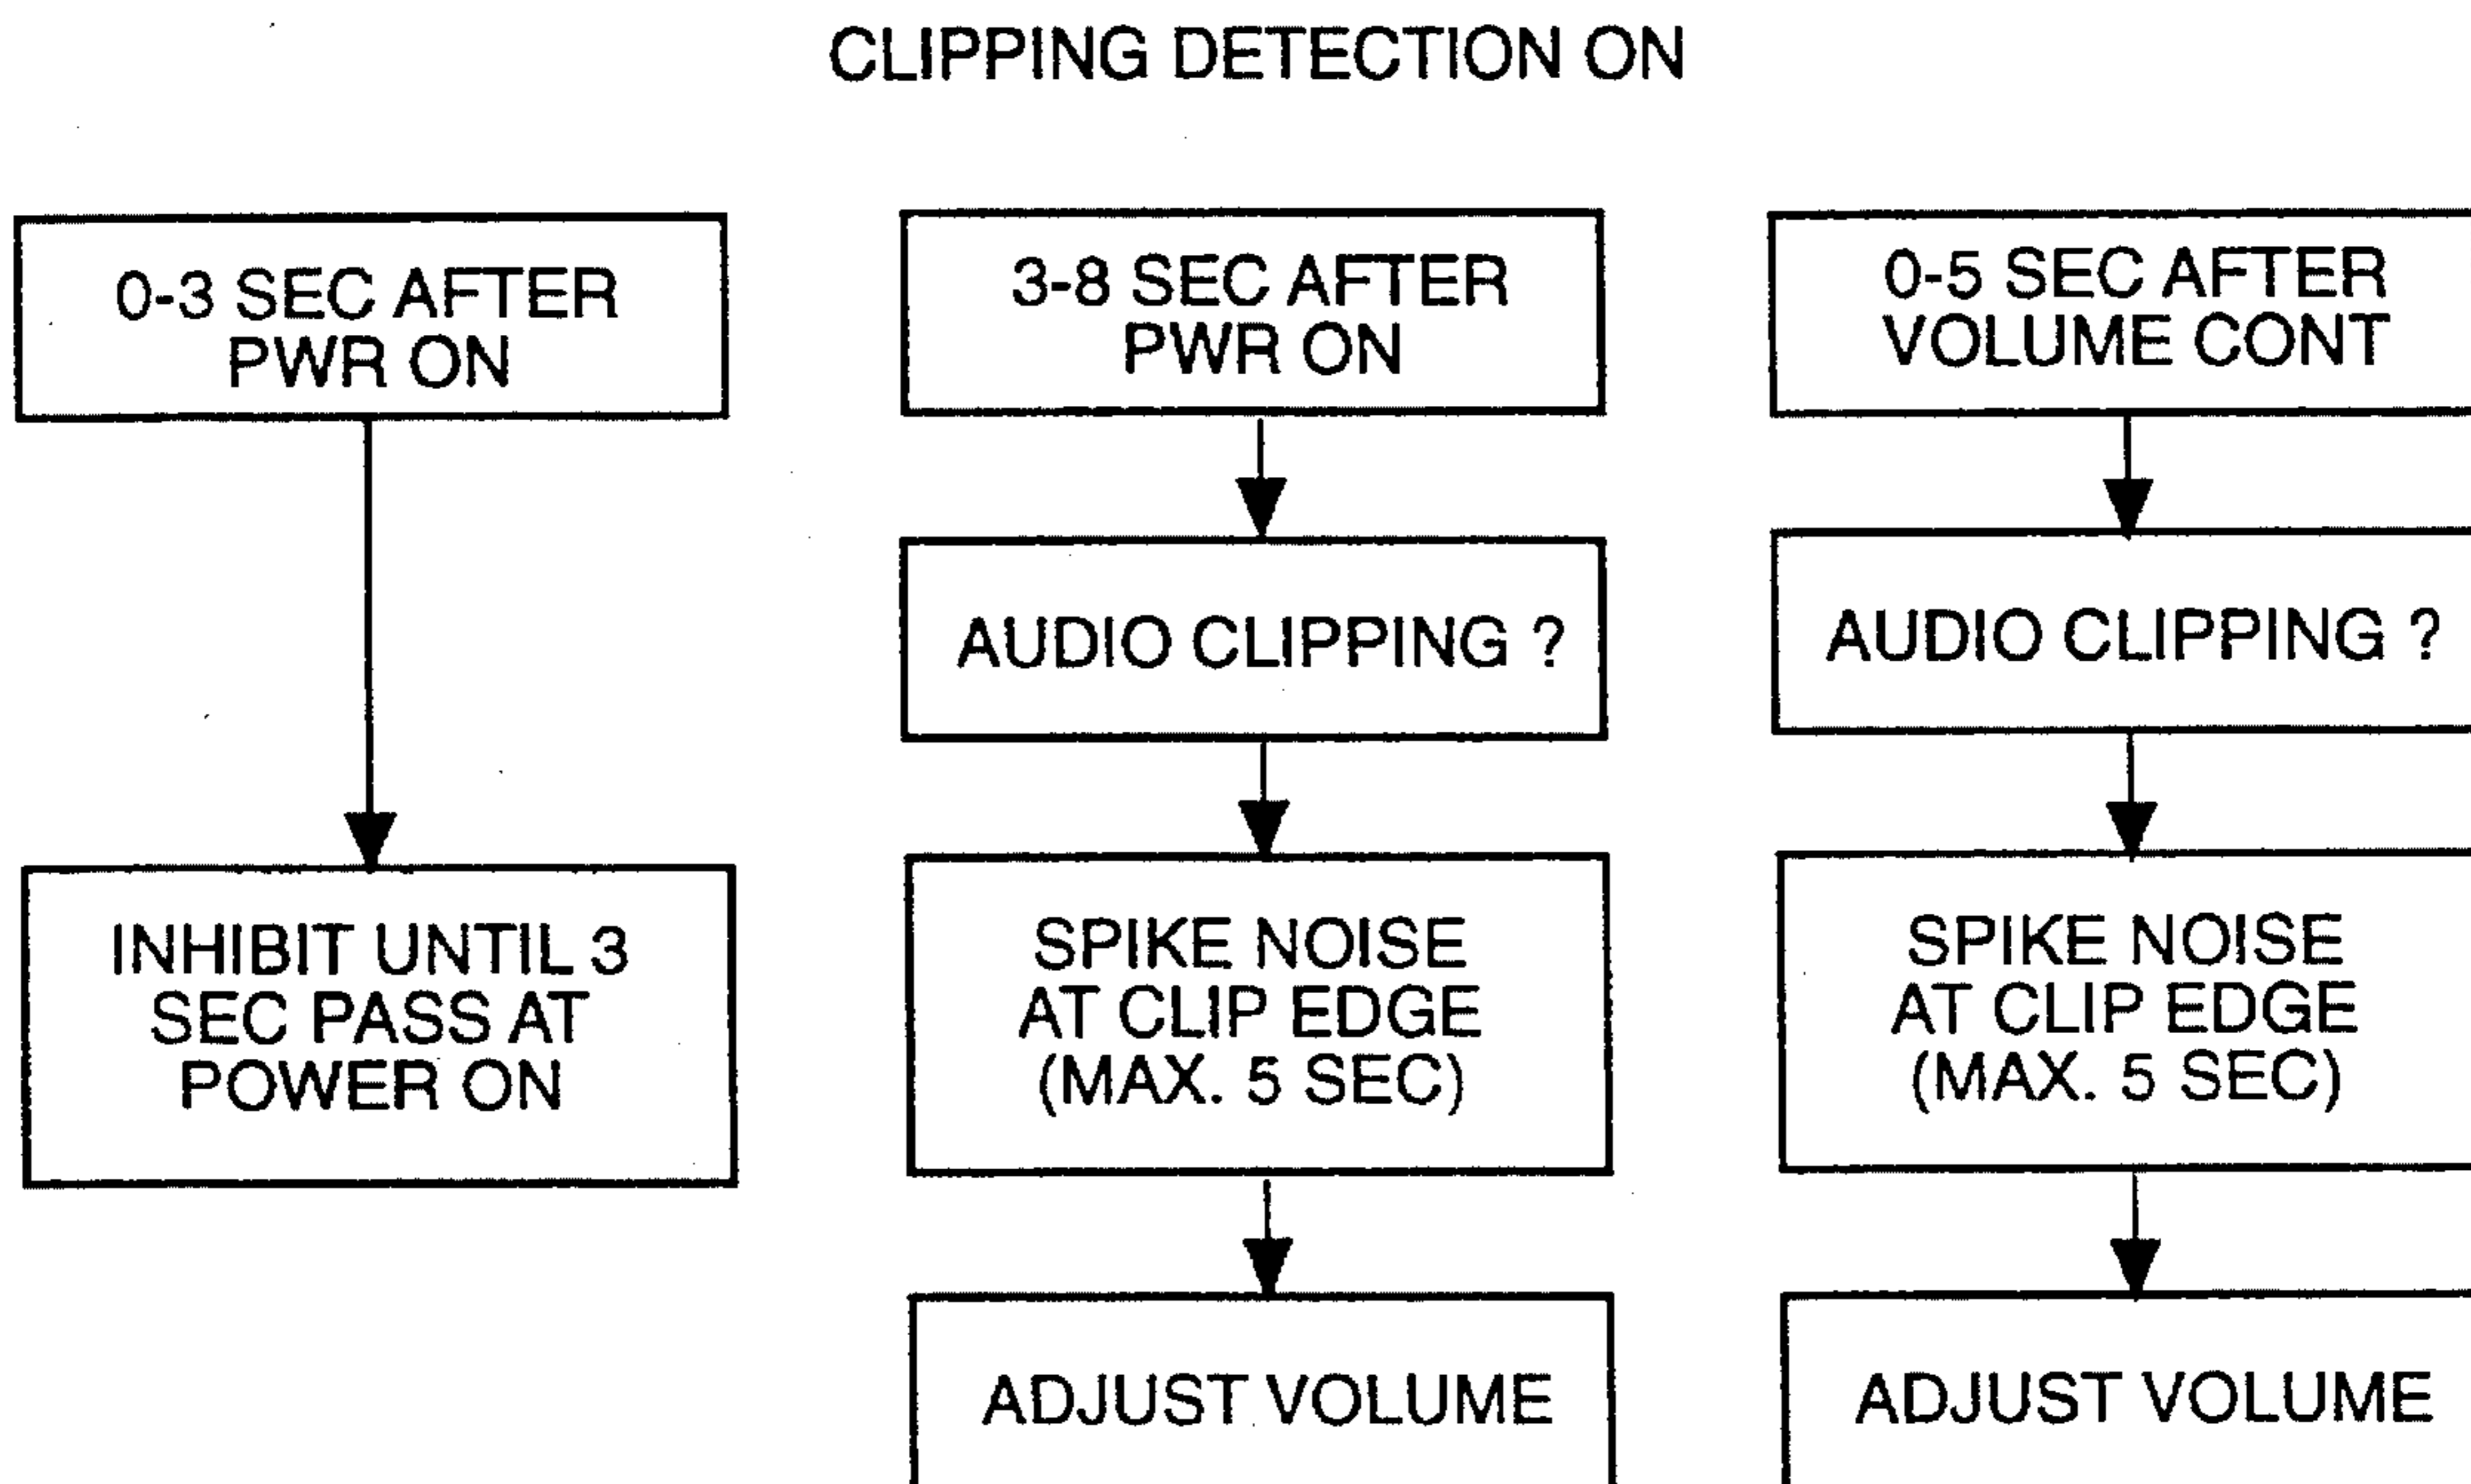 CLIPPING DETECTION ON
0-3 SEC AFTER
PWR ON
INHIBIT UNTIL 3
SEC PASS AT
POWER ON
3-8 SEC AFTER
PWR ON
AUDIO CLIPPING ?
SPIKE NOISE
AT CLIP EDGE
(MAX. 5 SEC)
ADJUST VOLUME
0-5 SEC AFTER
VOLUME CONT
AUDIO CLIPPING ?
SPIKE NOISE
AT CLIP EDGE
(MAX. 5 SEC)
ADJUST VOLUME